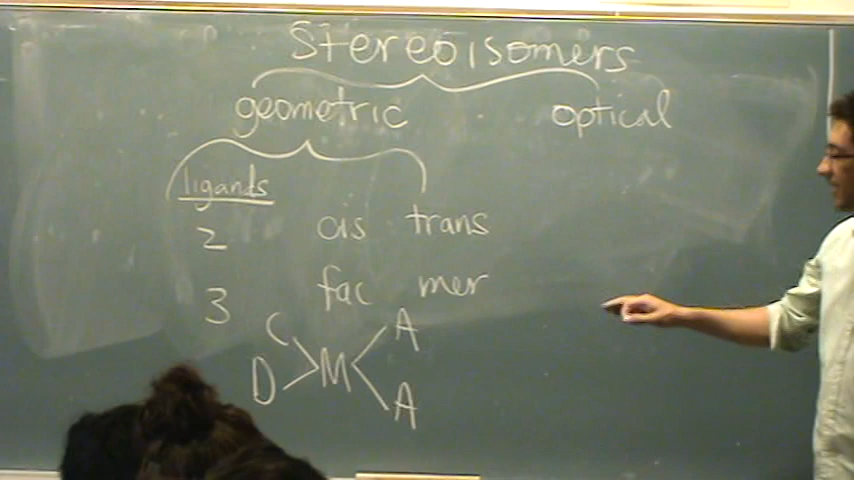 Stereoisomers
geometric optical
ligands
2 cis trans
3 fac mer
C A
D > M <
A